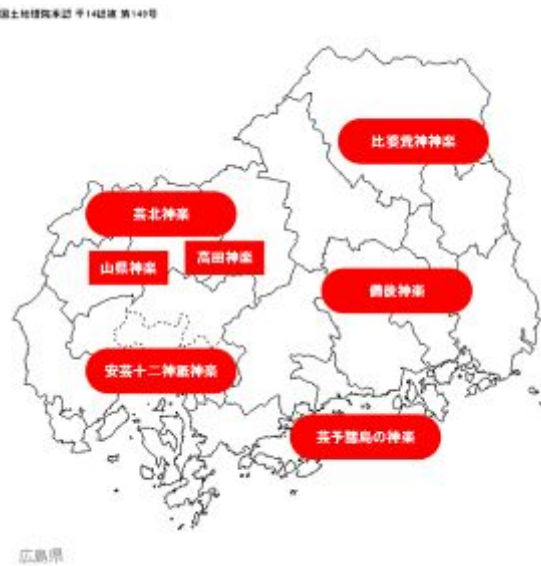 国土地理院承認 平14総複 第149号
比婆荒神神楽
芸北神楽
高田神楽
山県神楽
備後神楽
安芸十二神祇神楽
芸予諸島の神楽
広島県